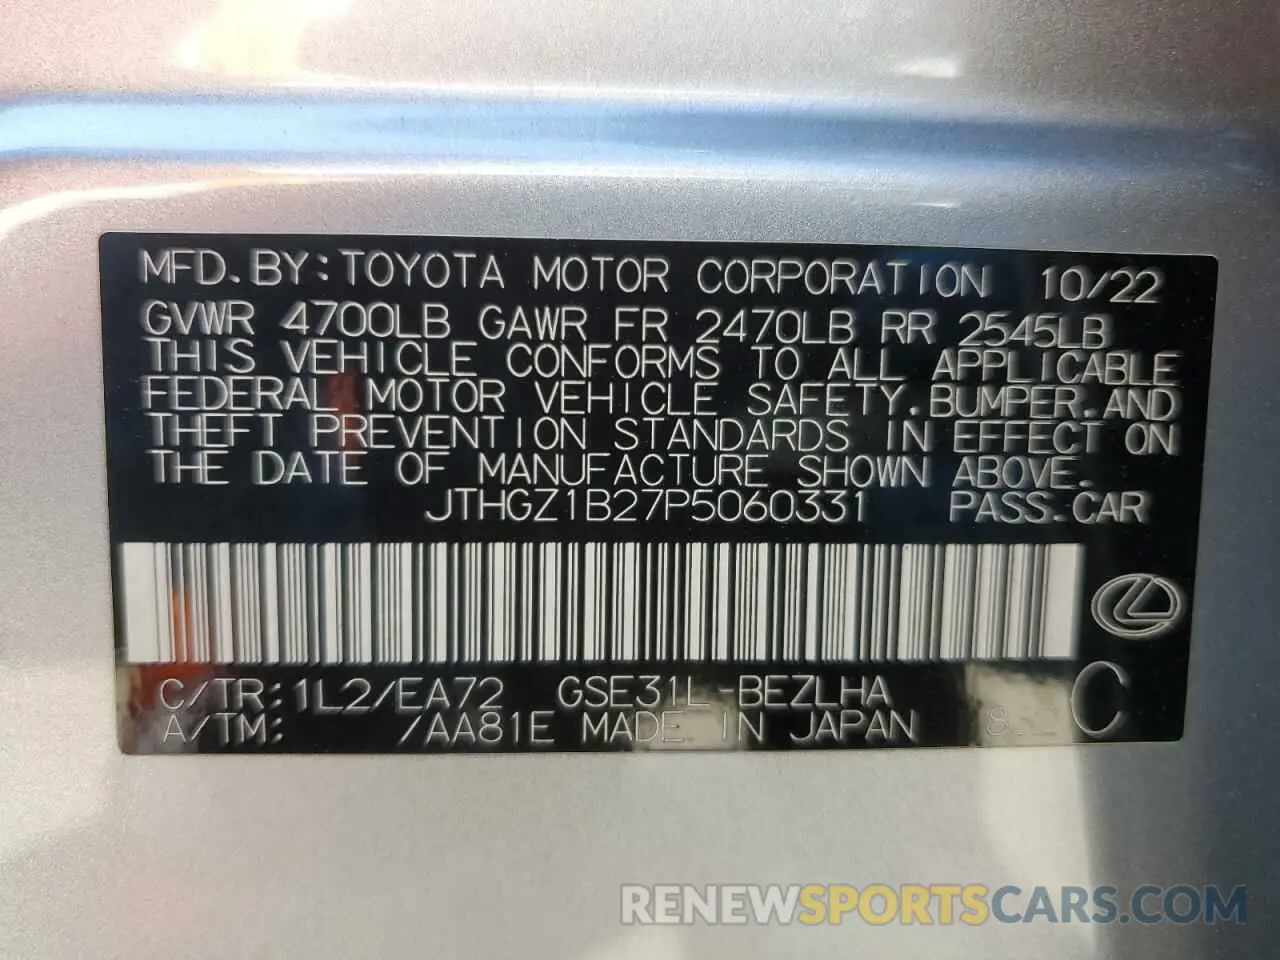 MFD. BY: TOYOTA MOTOR CORPORATION 10/22
GVWR 4700LB GAWR FR 2470LB RR 2545LB
THIS VEHICLE CONFORMS TO ALL APPLICABLE
FEDERAL MOTOR VEHICLE SAFETY. BUMPER. AND
THEFT PREVENTION STANDARDS IN EFFECT ON
THE DATE OF MANUFACTURE SHOWN ABOVE.
JTHGZ1B27P5060331 PASS. CAR
C/TR: 1L2/EA72 GSE31L-BEZLHA
A/TM: /AA81E MADE IN JAPAN
C
RENEWSPORTSCARS.COM